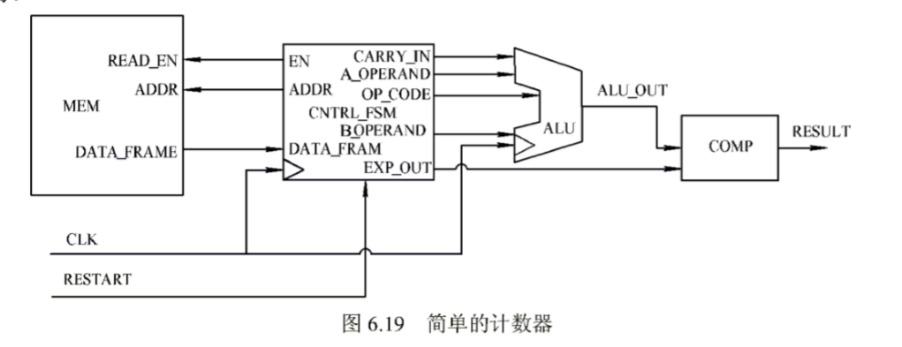 READ_EN
ADDR
MEM
DATA_FRAME
EN
ADDR
CARRY_IN
A_OPERAND
OP_CODE
CNTRL_FSM
B_OPERAND
DATA_FRAM
EXP_OUT
ALU
ALU_OUT
COMP
RESULT
CLK
RESTART
图 6.19 简单的计数器